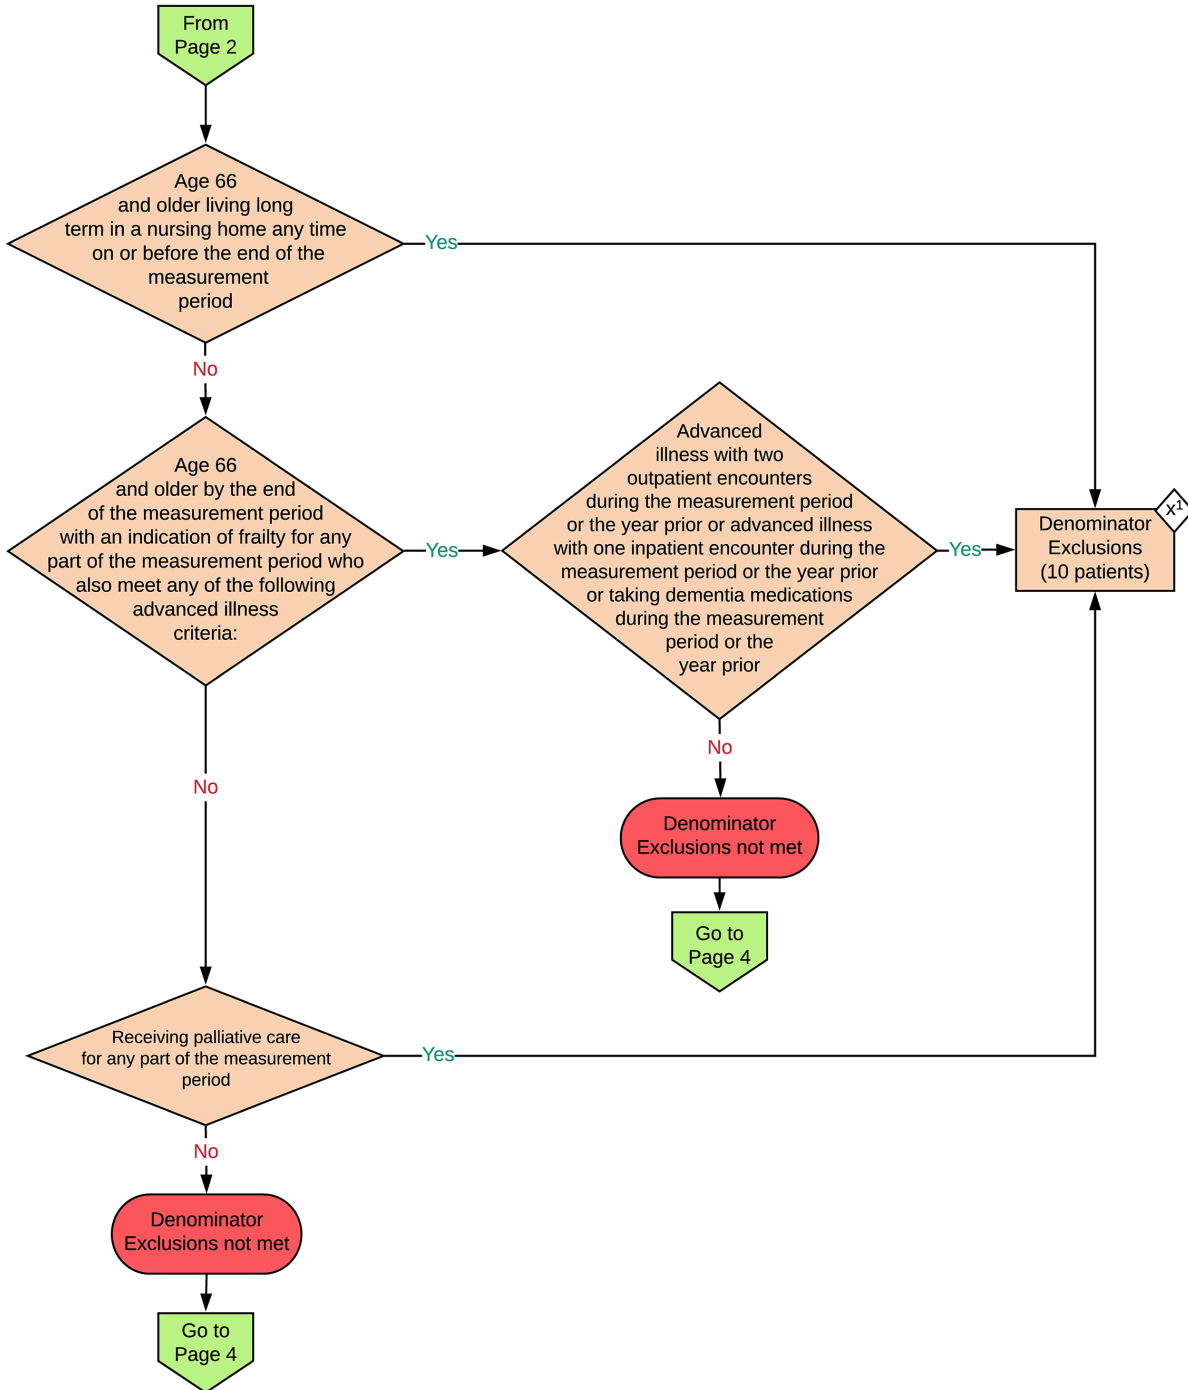 From
Page 2
Age 66
and older living long
term in a nursing home any time
on or before the end of the
measurement
period
Yes
No
Age 66
and older by the end
of the measurement period
with an indication of frailty for any
part of the measurement period who
also meet any of the following
advanced illness
criteria:
Yes
Advanced
illness with two
outpatient encounters
during the measurement period
or the year prior or advanced illness
with one inpatient encounter during the
measurement period or the year prior
or taking dementia medications
during the measurement
period or the
year prior
Yes
x¹
Denominator
Exclusions
(10 patients)
No
Denominator
Exclusions not met
Go to
Page 4
No
Receiving palliative care
for any part of the measurement
period
Yes
No
Denominator
Exclusions not met
Go to
Page 4